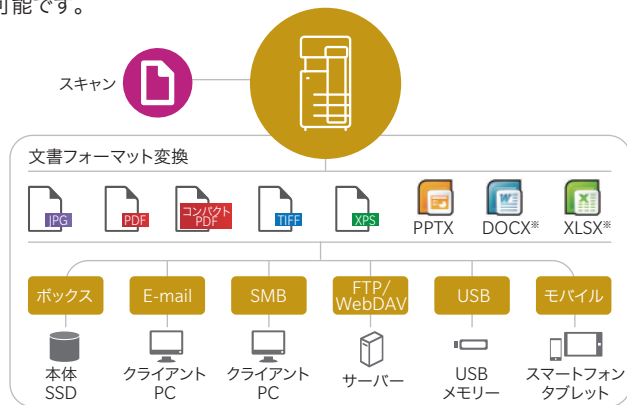 可能です。
スキャン
文書フォーマット変換
JPG
PDF
コンパクト
PDF
TIFF
XPS
PPTX
DOCX※
XLSX※
ボックス
E-mail
SMB
FTP/
WebDAV
USB
モバイル
本体
SSD
クライアント
PC
クライアント
PC
サーバー
USB
メモリー
スマートフォン
タブレット